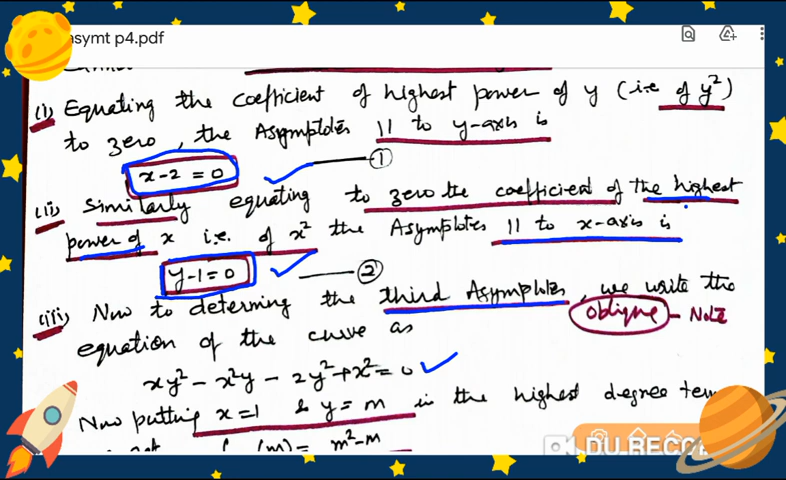 asymt p4.pdf
(i) Equating the coefficient of highest power of y (i.e of y²)
to zero, the Asymptotes || to y-axis is
x-2=0 ——— ①
(ii) Similarly equating to zero the coefficient of the highest
power of x i.e. of x² the Asymptotes || to x-axis is
y-1=0 ——— ②
(iii) Now to determing the third Asymptotes, we write the
oblique - Note
equation of the curve as
xy² - x²y - 2y² + x² = 0
Now putting x=1 & y=m in the highest degree
(m) = m²-m
DU RECO